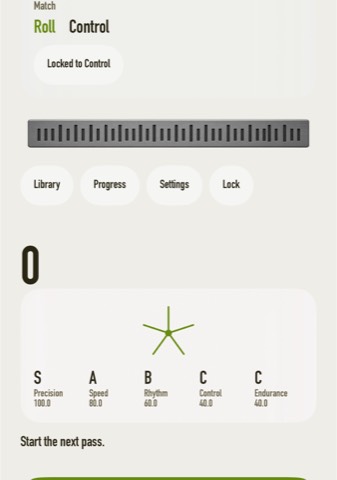 Match
Roll Control
Locked to Control
Library Progress Settings Lock
0
S A B C C
Precision Speed Rhythm Control Endurance
100.0 80.0 60.0 40.0 40.0
Start the next pass.